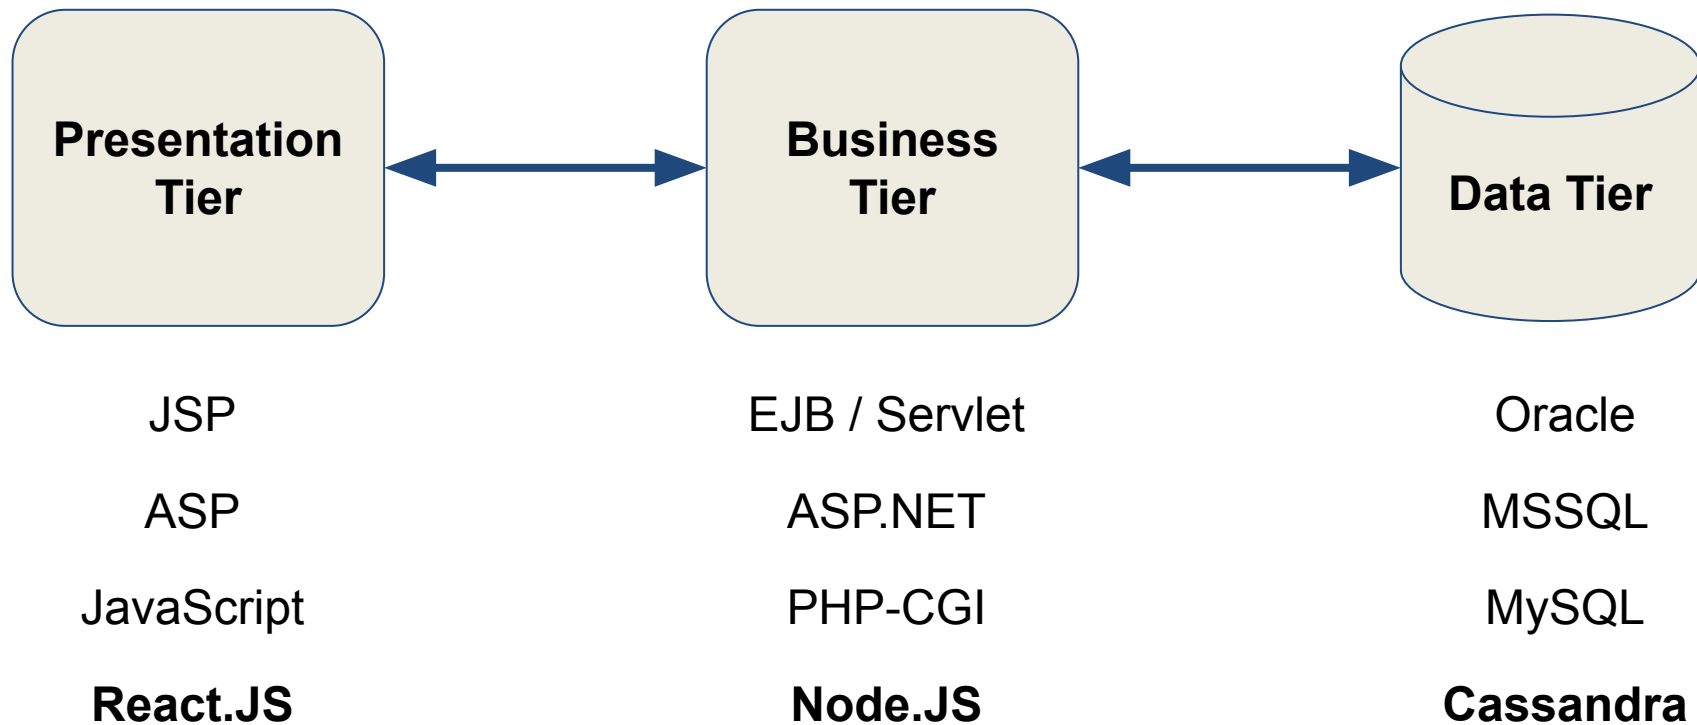 Presentation
Tier
Business
Tier
Data Tier
JSP
EJB / Servlet
Oracle
ASP
ASP.NET
MSSQL
JavaScript
PHP-CGI
MySQL
React.JS
Node.JS
Cassandra